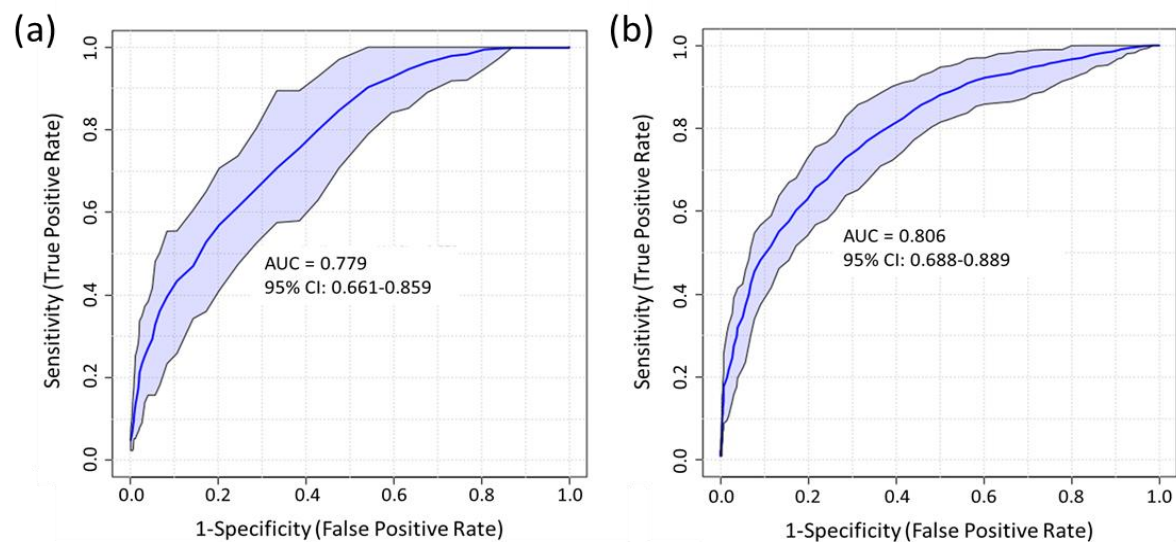 (a)
1.0
0.8
0.6
0.4
0.2
0.0
Sensitivity (True Positive Rate)
AUC = 0.779
95% CI: 0.661-0.859
0.0 0.2 0.4 0.6 0.8 1.0
1-Specificity (False Positive Rate)
(b)
1.0
0.8
0.6
0.4
0.2
0.0
Sensitivity (True Positive Rate)
AUC = 0.806
95% CI: 0.688-0.889
0.0 0.2 0.4 0.6 0.8 1.0
1-Specificity (False Positive Rate)